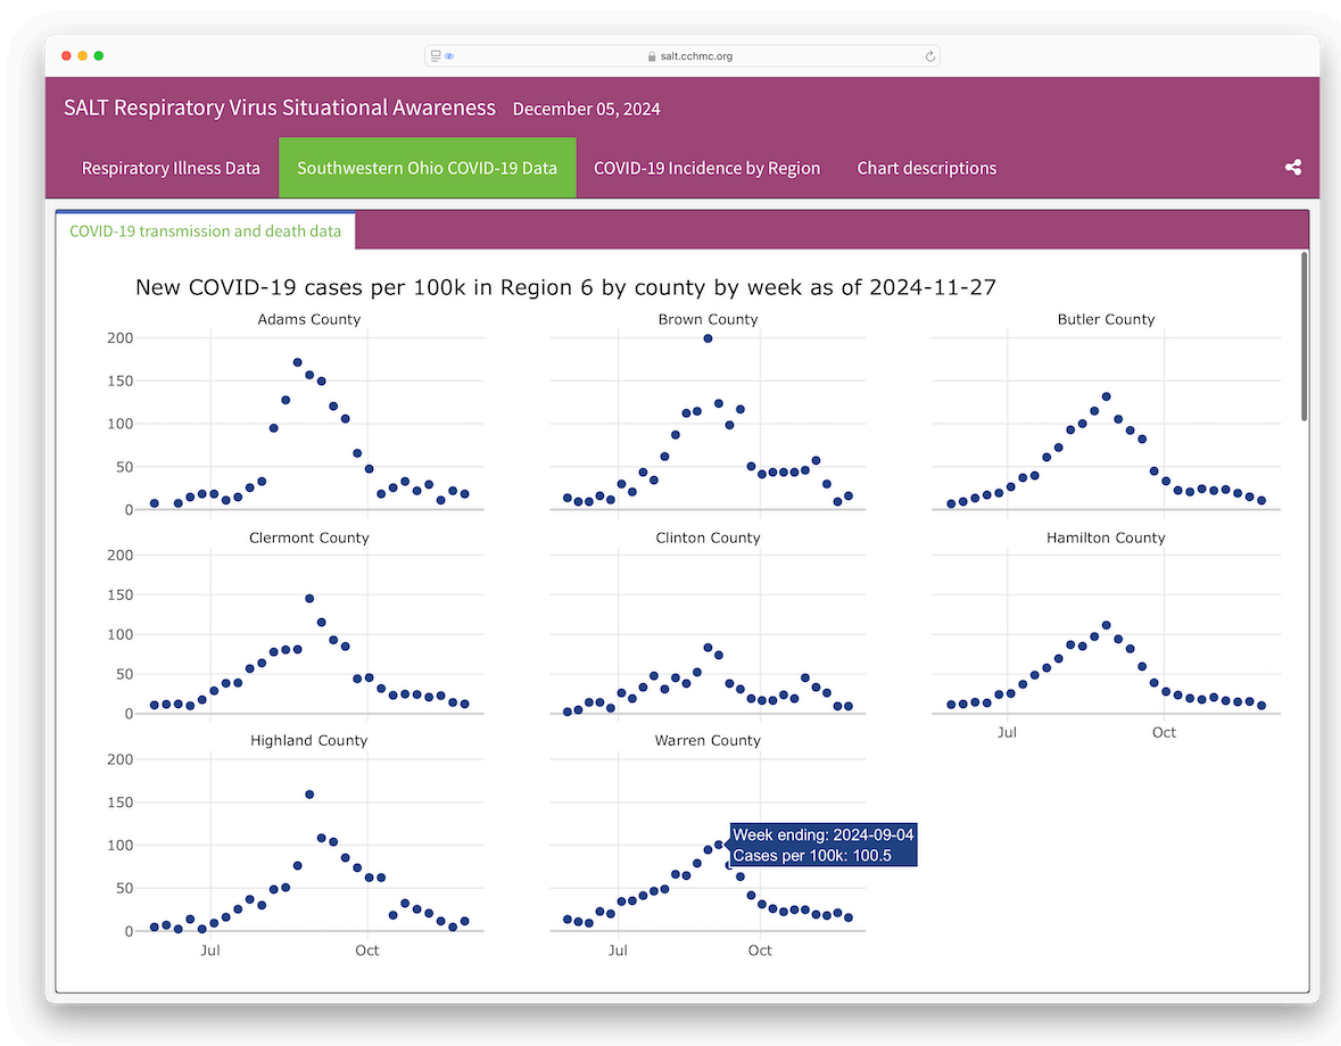 salt.cchmc.org
SALT Respiratory Virus Situational Awareness December 05, 2024
Respiratory Illness Data Southwestern Ohio COVID-19 Data COVID-19 Incidence by Region Chart descriptions
COVID-19 transmission and death data
New COVID-19 cases per 100k in Region 6 by county by week as of 2024-11-27
Adams County Brown County Butler County
200
150
100
50
0
Clermont County Clinton County Hamilton County
200
150
100
50
0
Jul Oct
Highland County Warren County
200
150
100
50
0
Week ending: 2024-09-04
Cases per 100k: 100.5
Jul Oct Jul Oct